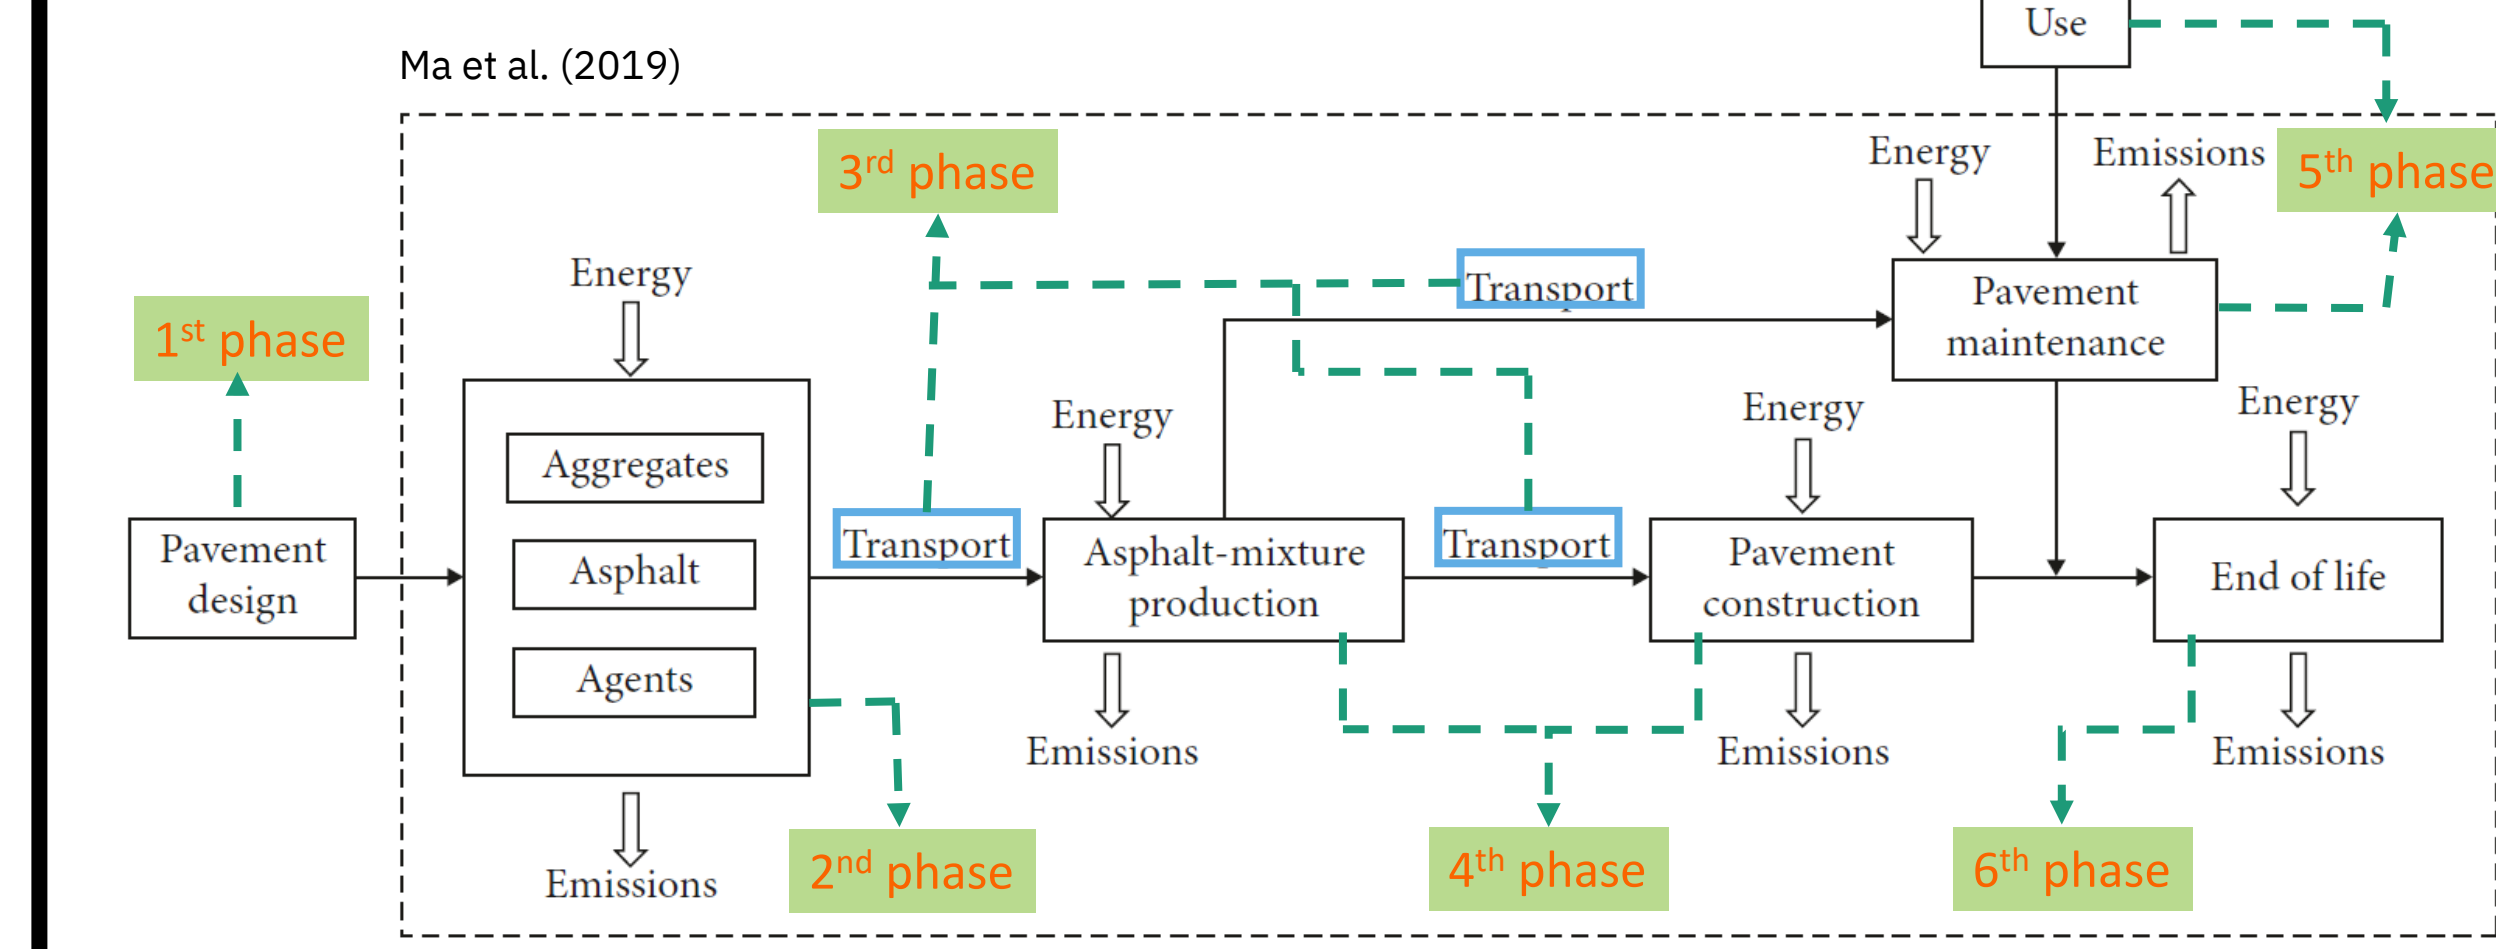 Use
Ma et al. (2019)
3rd phase
Energy
Emissions
5th phase
Energy
Transport
Pavement
maintenance
1st phase
Energy
Energy
Energy
Aggregates
Asphalt
Agents
Pavement
design
Transport
Asphalt-mixture
production
Transport
Pavement
construction
End of life
Emissions
Emissions
Emissions
Emissions
2nd phase
4th phase
6th phase